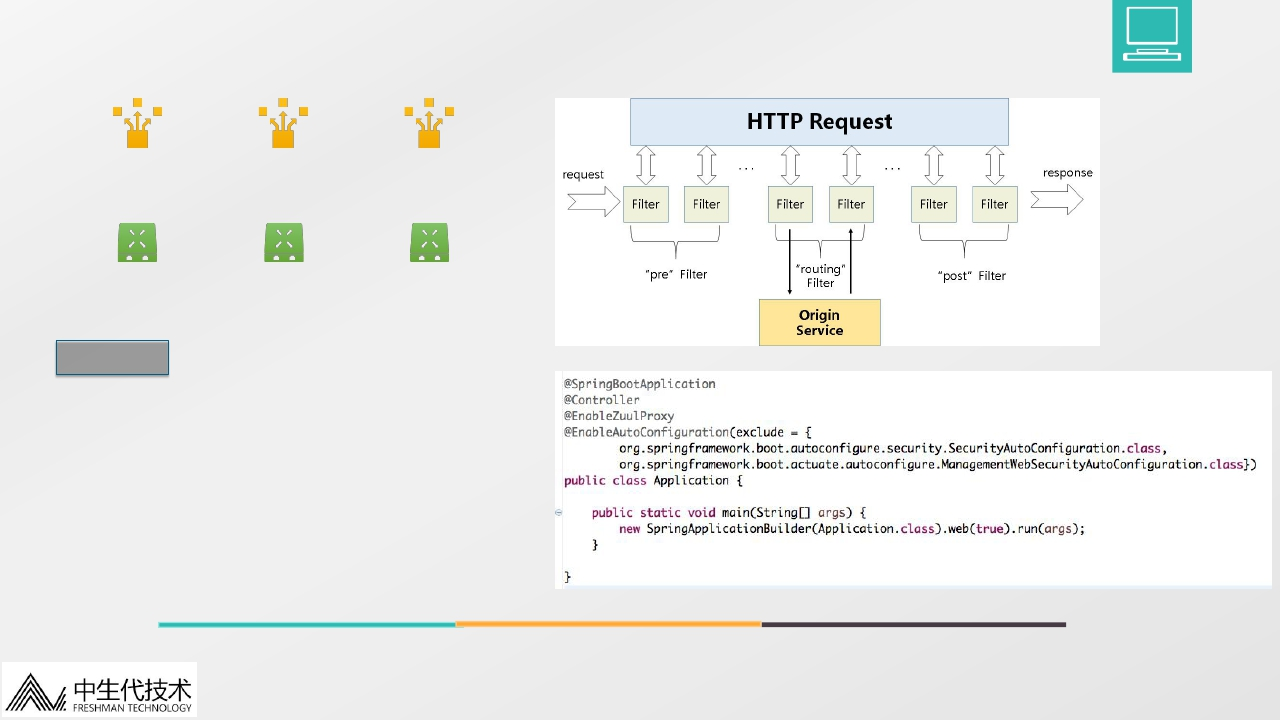 HTTP Request
request
response
...
...
Filter
Filter
Filter
Filter
Filter
Filter
"pre" Filter
"routing"
Filter
"post" Filter
Origin
Service
@SpringBootApplication
@Controller
@EnableZuulProxy
@EnableAutoConfiguration(exclude = {
org.springframework.boot.autoconfigure.security.SecurityAutoConfiguration.class,
org.springframework.boot.actuate.autoconfigure.ManagementWebSecurityAutoConfiguration.class})
public class Application {
public static void main(String[] args) {
new SpringApplicationBuilder(Application.class).web(true).run(args);
}
}
中生代技术
FRESHMAN TECHNOLOGY